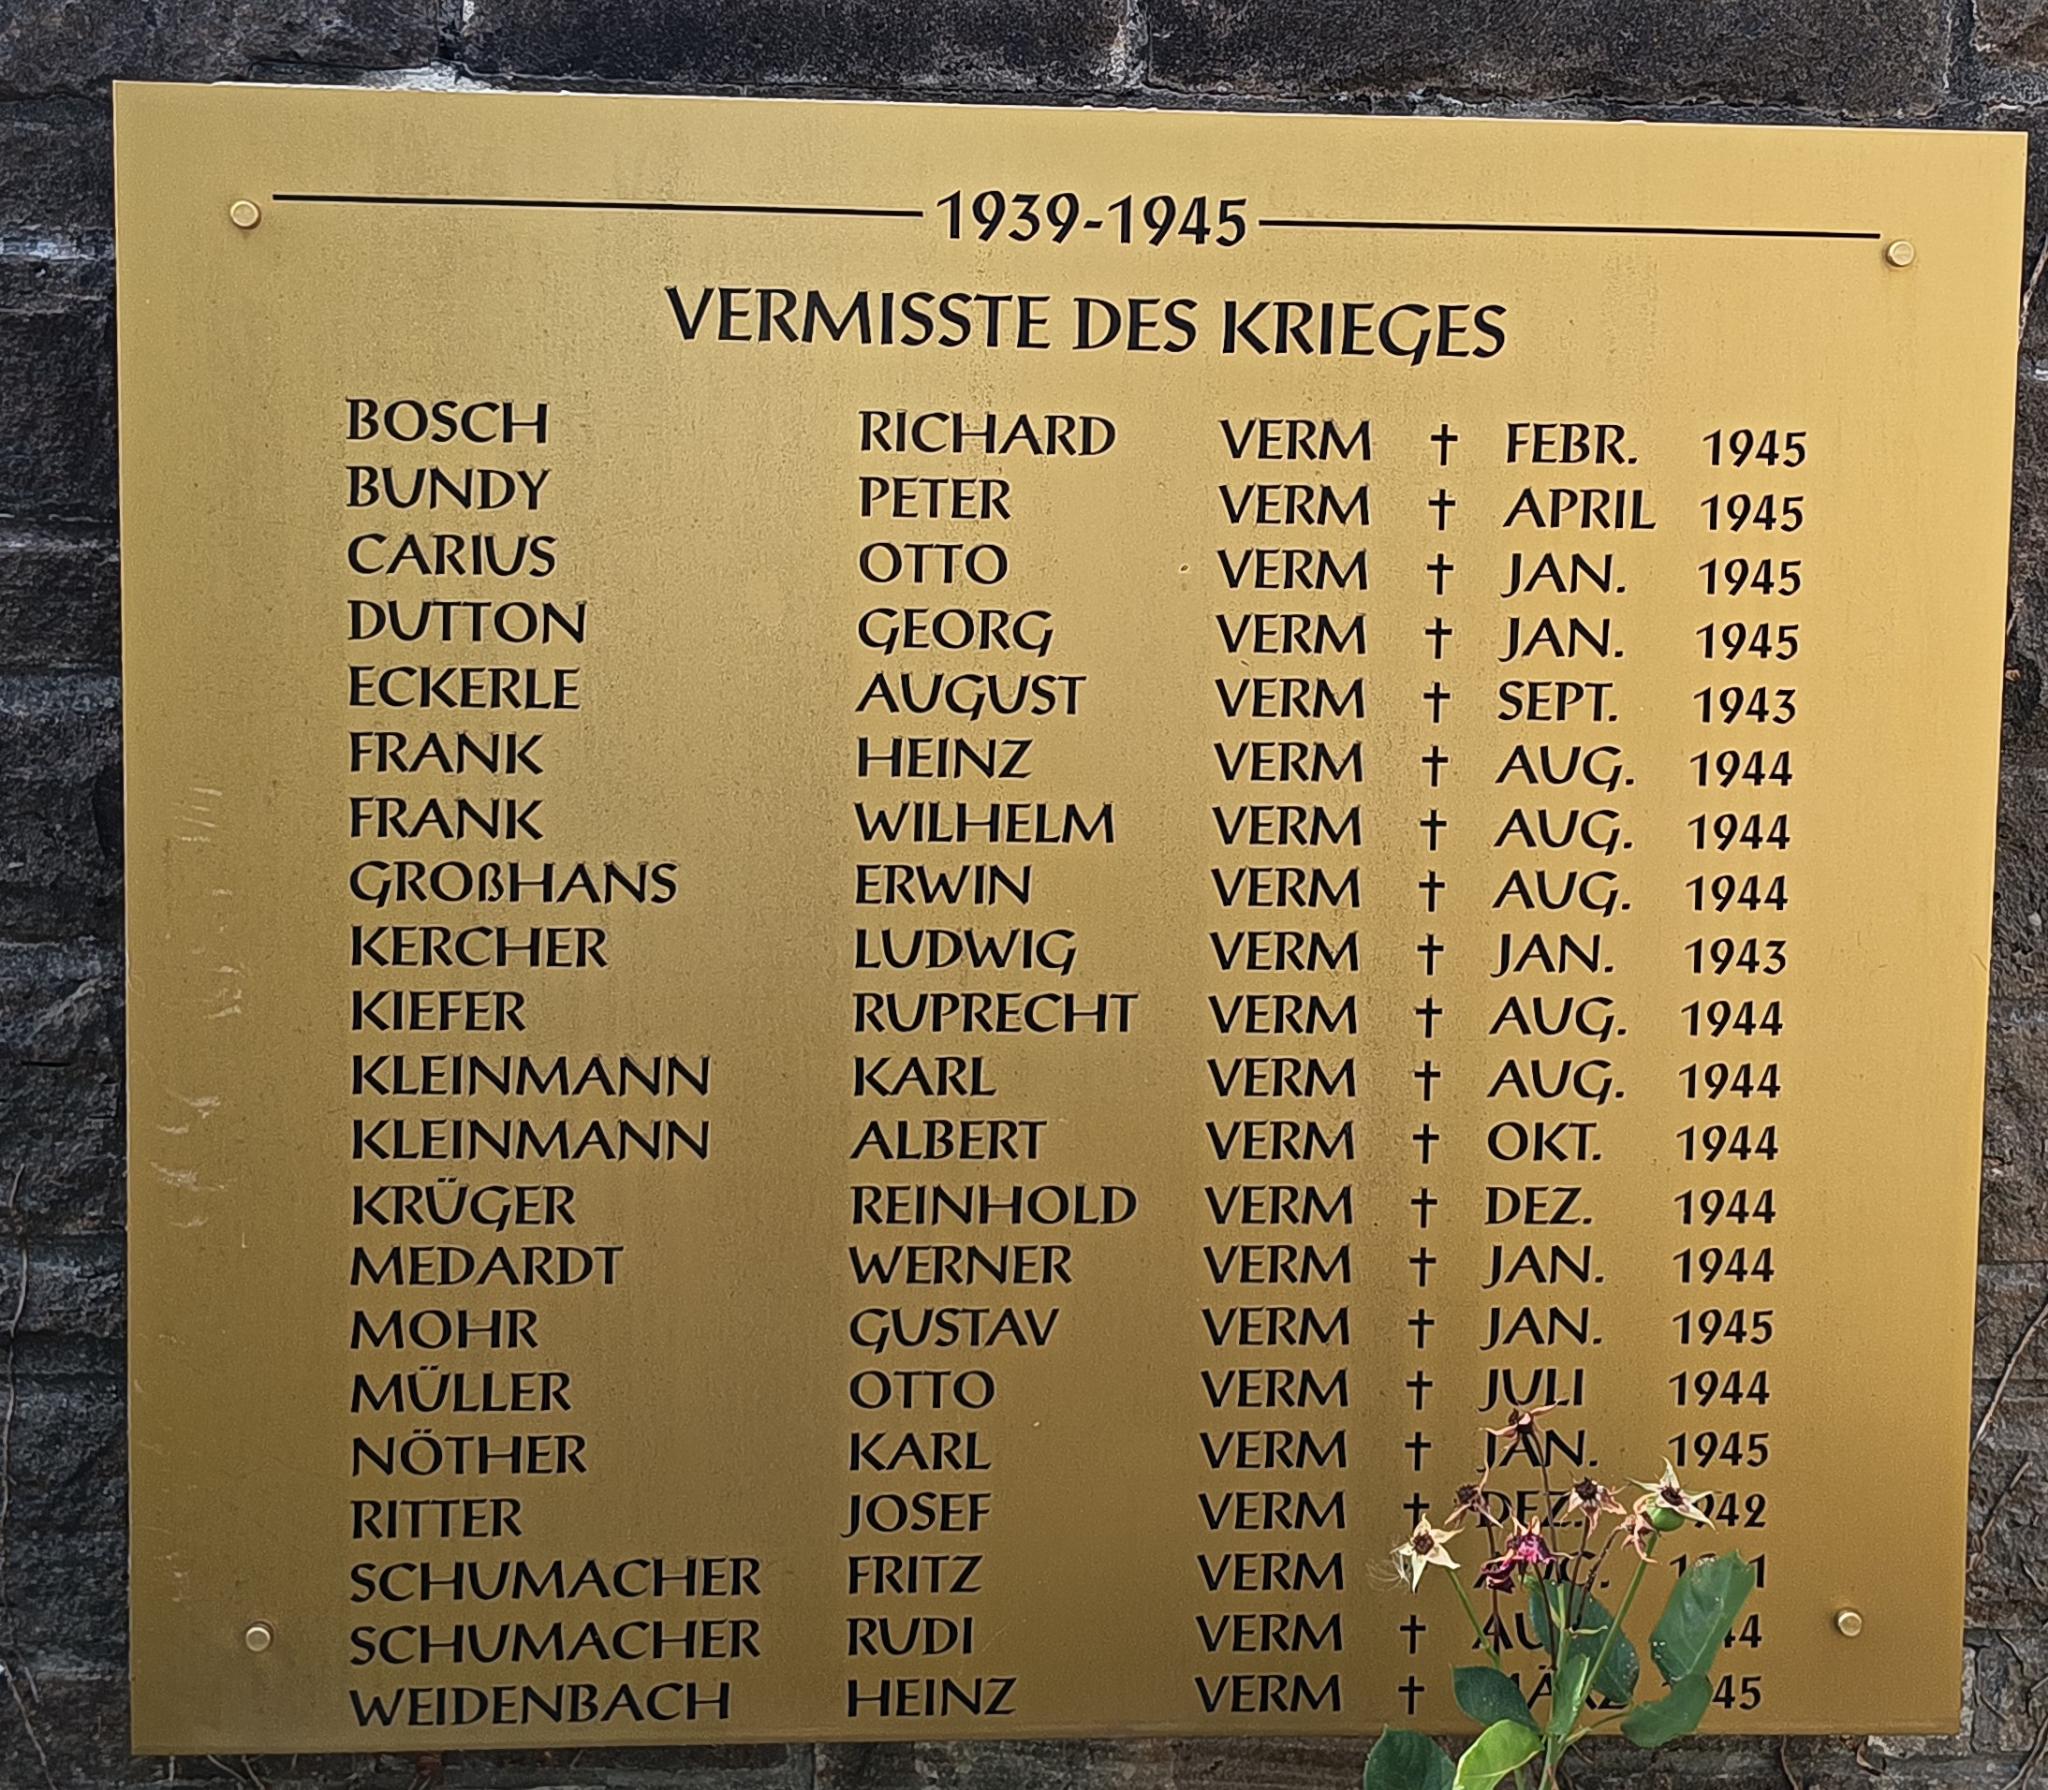 1939-1945
VERMISSTE DES KRIEGES
BOSCH RICHARD VERM † FEBR. 1945
BUNDY PETER VERM † APRIL 1945
CARIUS OTTO VERM † JAN. 1945
DUTTON GEORG VERM † JAN. 1945
ECKERLE AUGUST VERM † SEPT. 1943
FRANK HEINZ VERM † AUG. 1944
FRANK WILHELM VERM † AUG. 1944
GROßHANS ERWIN VERM † AUG. 1944
KERCHER LUDWIG VERM † JAN. 1943
KIEFER RUPRECHT VERM † AUG. 1944
KLEINMANN KARL VERM † AUG. 1944
KLEINMANN ALBERT VERM † OKT. 1944
KRÜGER REINHOLD VERM † DEZ. 1944
MEDARDT WERNER VERM † JAN. 1944
MOHR GUSTAV VERM † JAN. 1945
MÜLLER OTTO VERM † JULI 1944
NÖTHER KARL VERM † JAN. 1945
RITTER JOSEF VERM † DEZ. 1942
SCHUMACHER FRITZ VERM AUG.
SCHUMACHER RUDI VERM †
WEIDENBACH HEINZ VERM † MÄRZ 1945